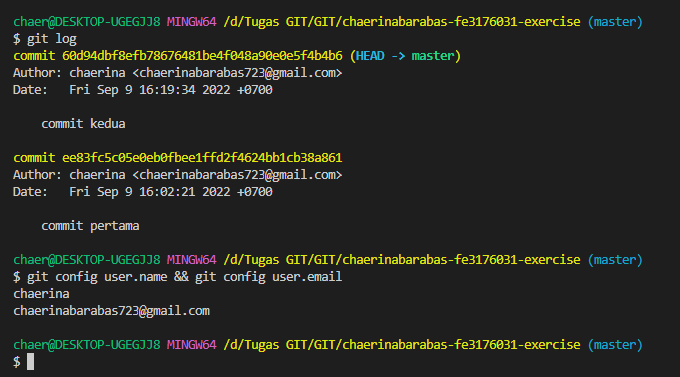 chaer@DESKTOP-UGEGJJ8 MINGW64 /d/Tugas GIT/GIT/chaerinabarabas-fe3176031-exercise (master)
$ git log
commit 60d94dbf8efb78676481be4f048a90e0e5f4b4b6 (HEAD -> master)
Author: chaerina <chaerinabarabas723@gmail.com>
Date:   Fri Sep 9 16:19:34 2022 +0700
    commit kedua
commit ee83fc5c05e0eb0fbee1ffd2f4624bb1cb38a861
Author: chaerina <chaerinabarabas723@gmail.com>
Date:   Fri Sep 9 16:02:21 2022 +0700
    commit pertama
chaer@DESKTOP-UGEGJJ8 MINGW64 /d/Tugas GIT/GIT/chaerinabarabas-fe3176031-exercise (master)
$ git config user.name && git config user.email
chaerina
chaerinabarabas723@gmail.com
chaer@DESKTOP-UGEGJJ8 MINGW64 /d/Tugas GIT/GIT/chaerinabarabas-fe3176031-exercise (master)
$